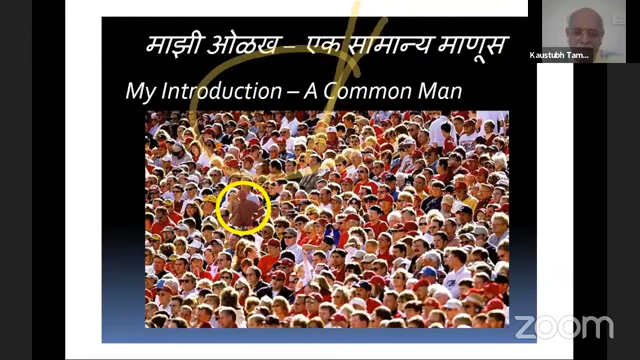 माझी ओळख – एक सामान्य माणूस
My Introduction – A Common Man
Kaustubh Tam...
zoom